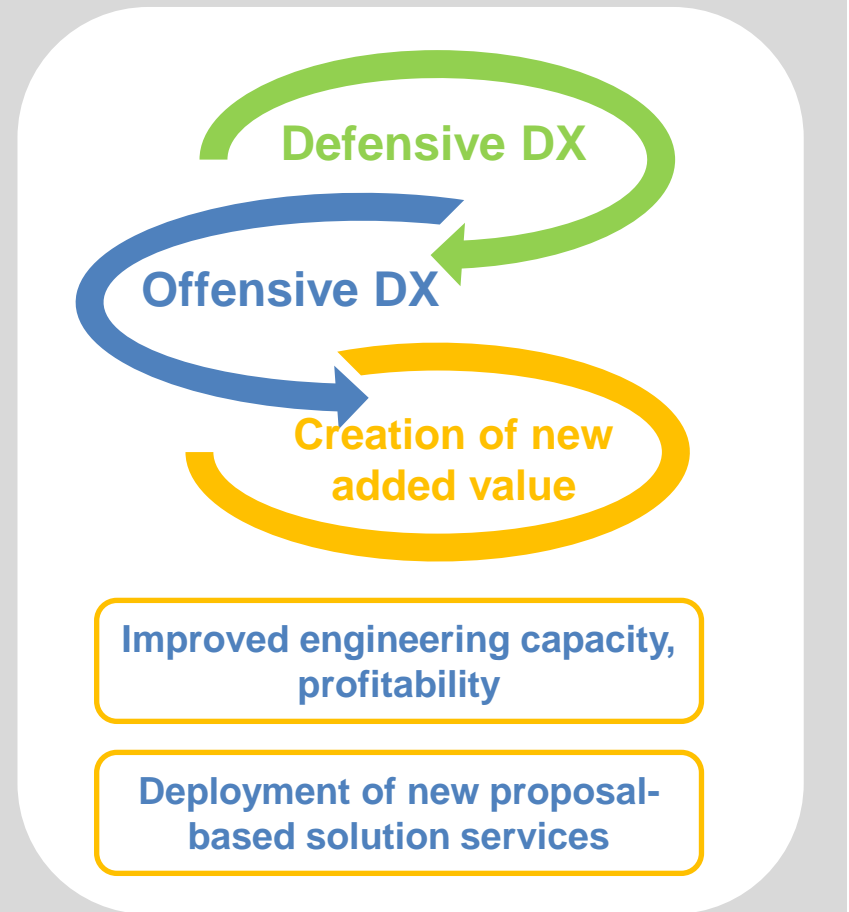 Defensive DX
Offensive DX
Creation of new
added value
Improved engineering capacity,
profitability
Deployment of new proposal-
based solution services